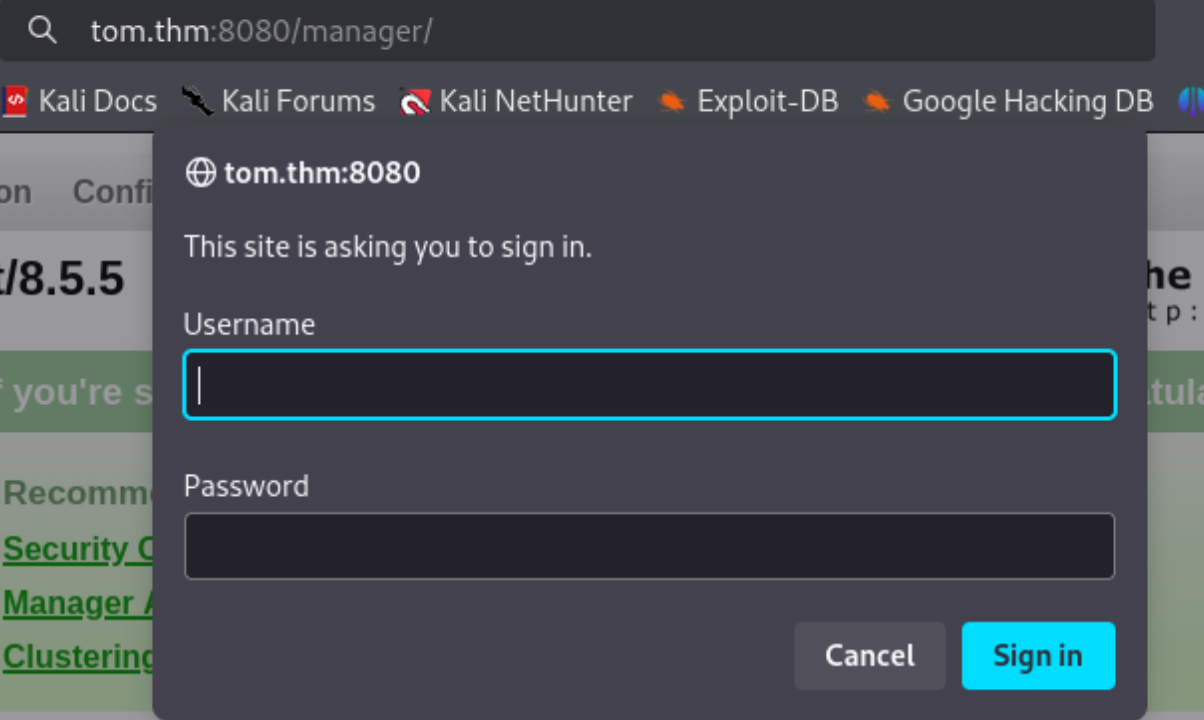 tom.thm:8080/manager/
Kali Docs Kali Forums Kali NetHunter Exploit-DB Google Hacking DB
tom.thm:8080
on Confi
This site is asking you to sign in.
t/8.5.5 he
tp:
Username
f you're s tula
Password
Recomme
Security C
Manager A
Clustering
Cancel Sign in